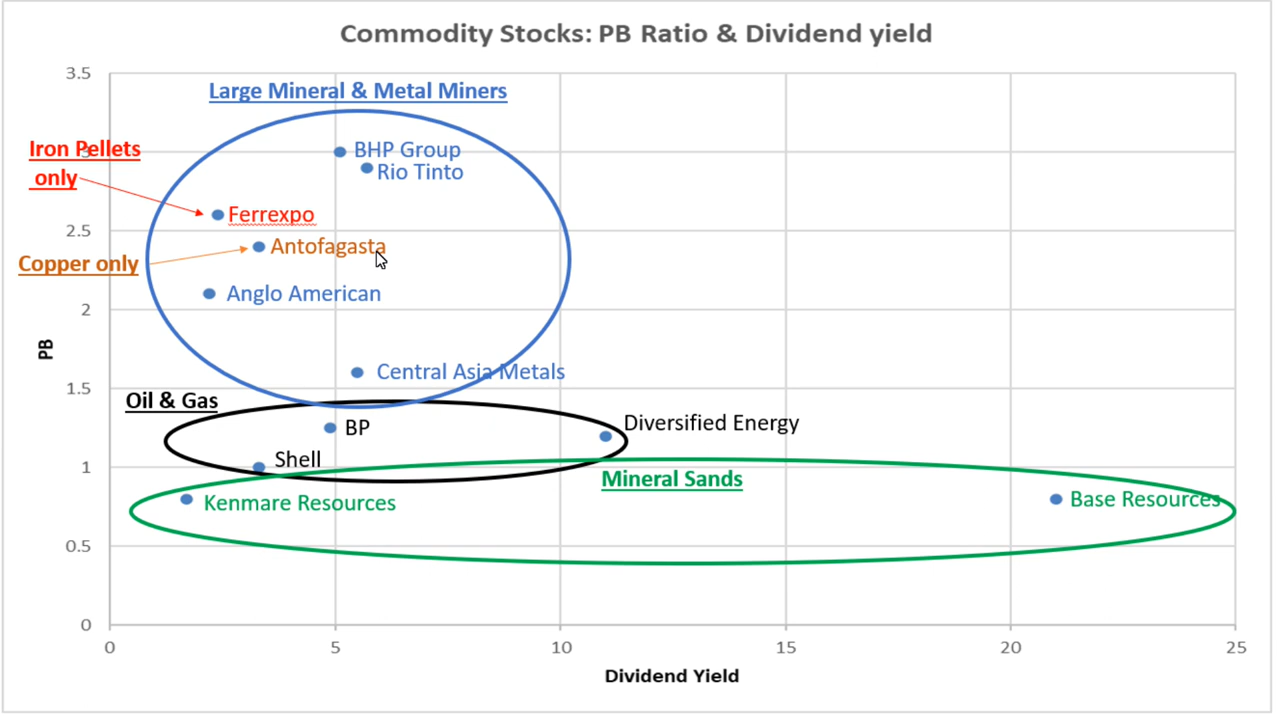 Commodity Stocks: PB Ratio & Dividend yield
3.5
Large Mineral & Metal Miners
3
Iron Pellets
only
BHP Group
Rio Tinto
2.5
Ferrexpo
Antofagasta
Copper only
2
Anglo American
PB
Central Asia Metals
1.5
Oil & Gas
BP
Diversified Energy
Shell
1
Mineral Sands
Kenmare Resources
Base Resources
0.5
0
0 5 10 15 20 25
Dividend Yield